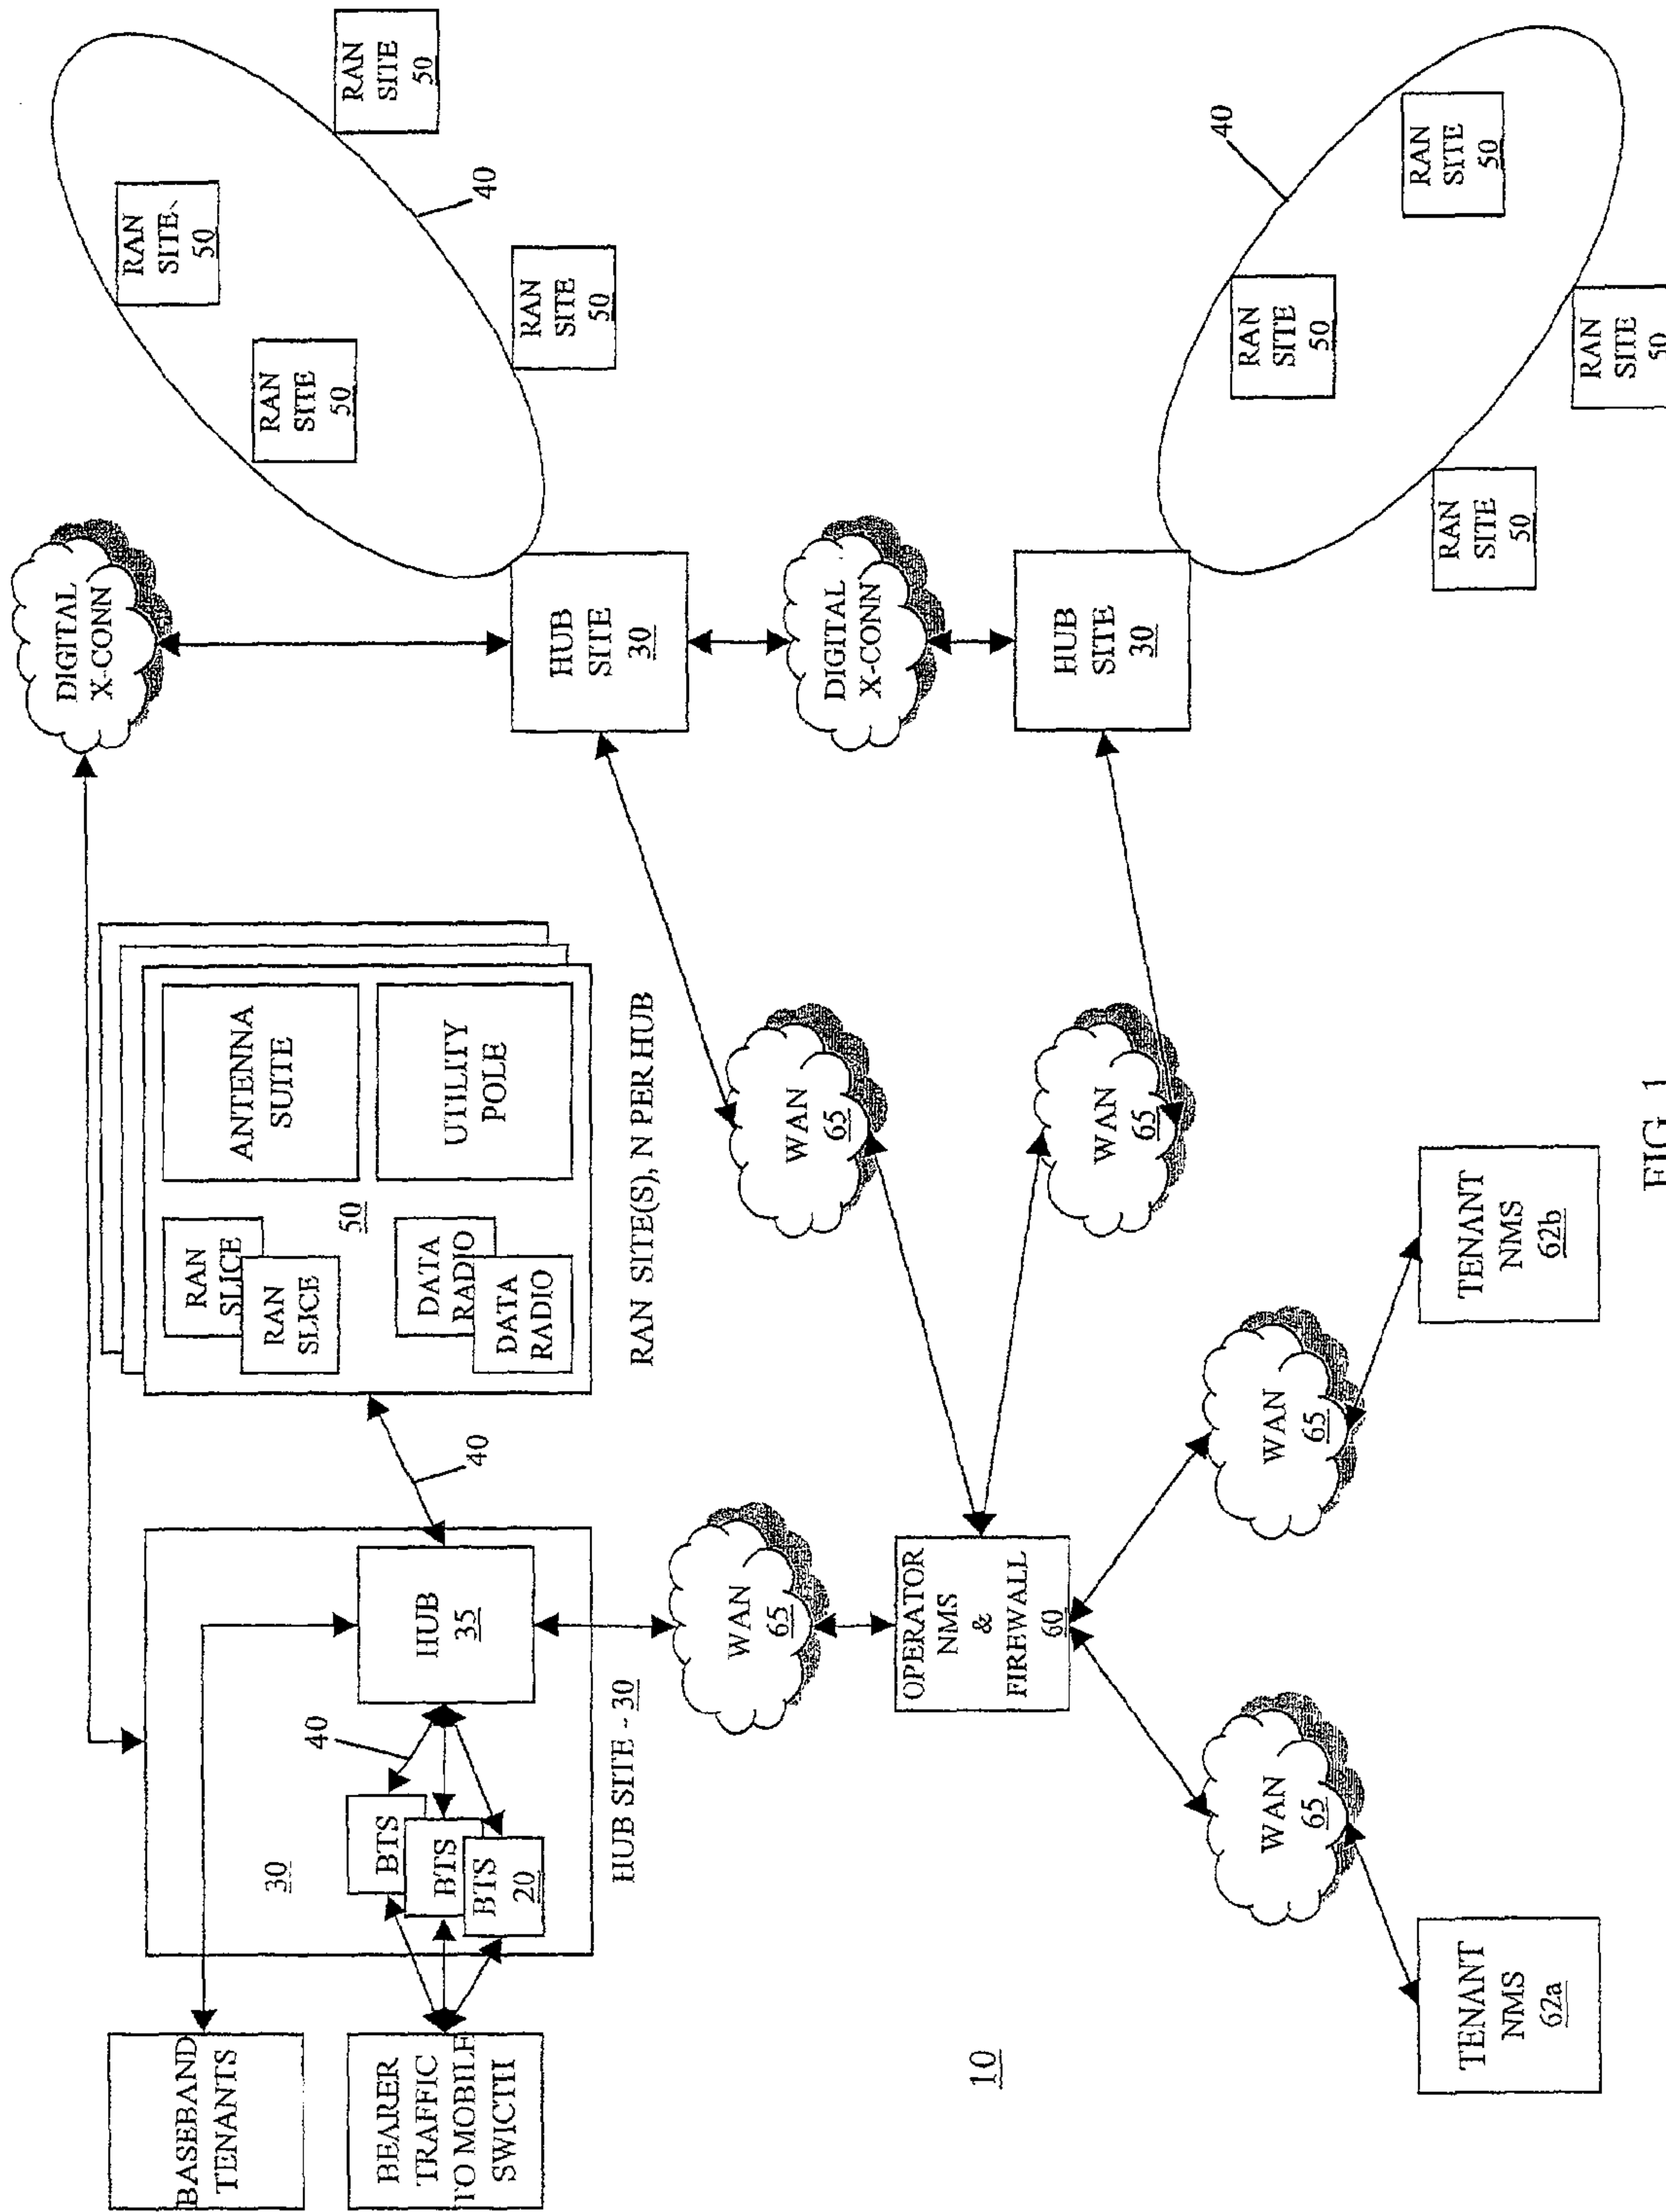 BASEBAND
TENANTS
BEARER
TRAFFIC
TO MOBILE
SWICTH
30
BTS
BTS
BTS
20
40
HUB
35
HUB SITE - 30
40
RAN
SLICE
RAN
SLICE
50
ANTENNA
SUITE
DATA
RADIO
DATA
RADIO
UTILITY
POLE
RAN SITE(S), N PER HUB
DIGITAL
X-CONN
RAN
SITE
50
RAN
SITE
50
RAN
SITE
50
RAN
SITE
50
40
HUB
SITE
30
DIGITAL
X-CONN
HUB
SITE
30
40
RAN
SITE
50
RAN
SITE
50
RAN
SITE
50
RAN
SITE
50
WAN
65
WAN
65
WAN
65
OPERATOR
NMS
&
FIREWALL
60
WAN
65
WAN
65
TENANT
NMS
62a
TENANT
NMS
62b
10
FIG. 1